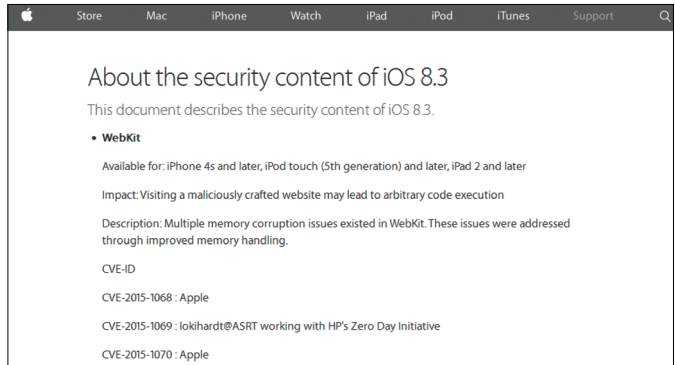 Store Mac iPhone Watch iPad iPod iTunes Support
About the security content of iOS 8.3
This document describes the security content of iOS 8.3.
• WebKit
Available for: iPhone 4s and later, iPod touch (5th generation) and later, iPad 2 and later
Impact: Visiting a maliciously crafted website may lead to arbitrary code execution
Description: Multiple memory corruption issues existed in WebKit. These issues were addressed
through improved memory handling.
CVE-ID
CVE-2015-1068 : Apple
CVE-2015-1069 : lokihardt@ASRT working with HP's Zero Day Initiative
CVE-2015-1070 : Apple